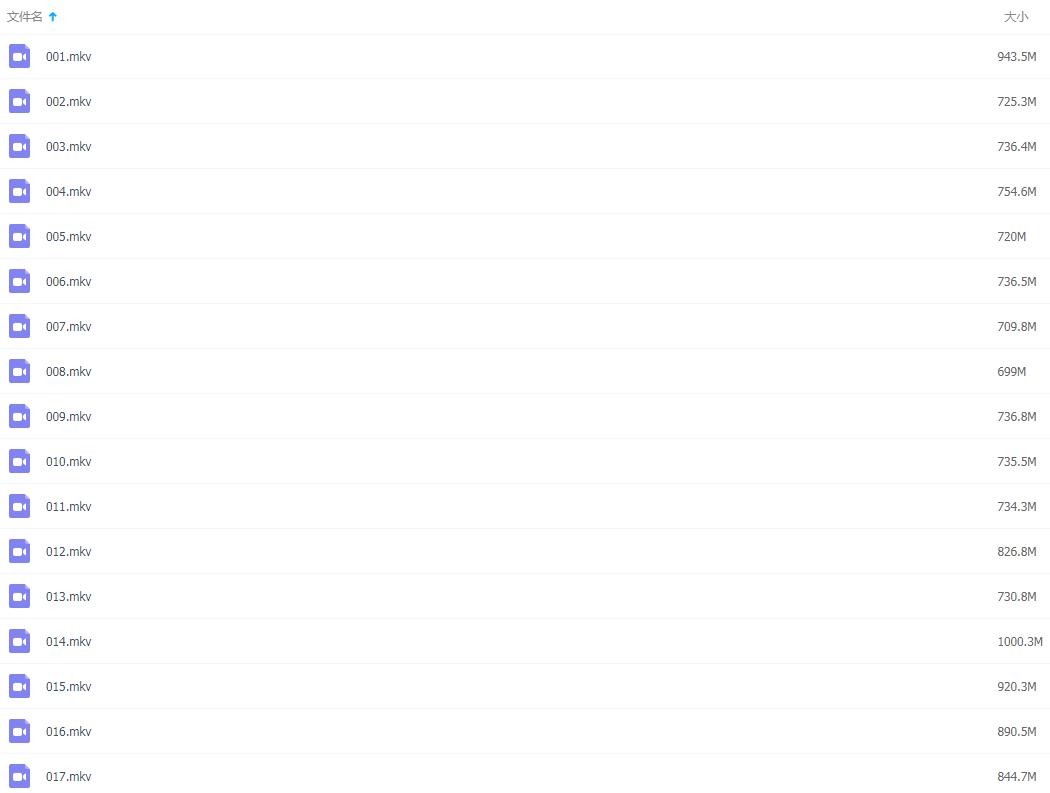 文件名 大小
001.mkv 943.5M
002.mkv 725.3M
003.mkv 736.4M
004.mkv 754.6M
005.mkv 720M
006.mkv 736.5M
007.mkv 709.8M
008.mkv 699M
009.mkv 736.8M
010.mkv 735.5M
011.mkv 734.3M
012.mkv 826.8M
013.mkv 730.8M
014.mkv 1000.3M
015.mkv 920.3M
016.mkv 890.5M
017.mkv 844.7M